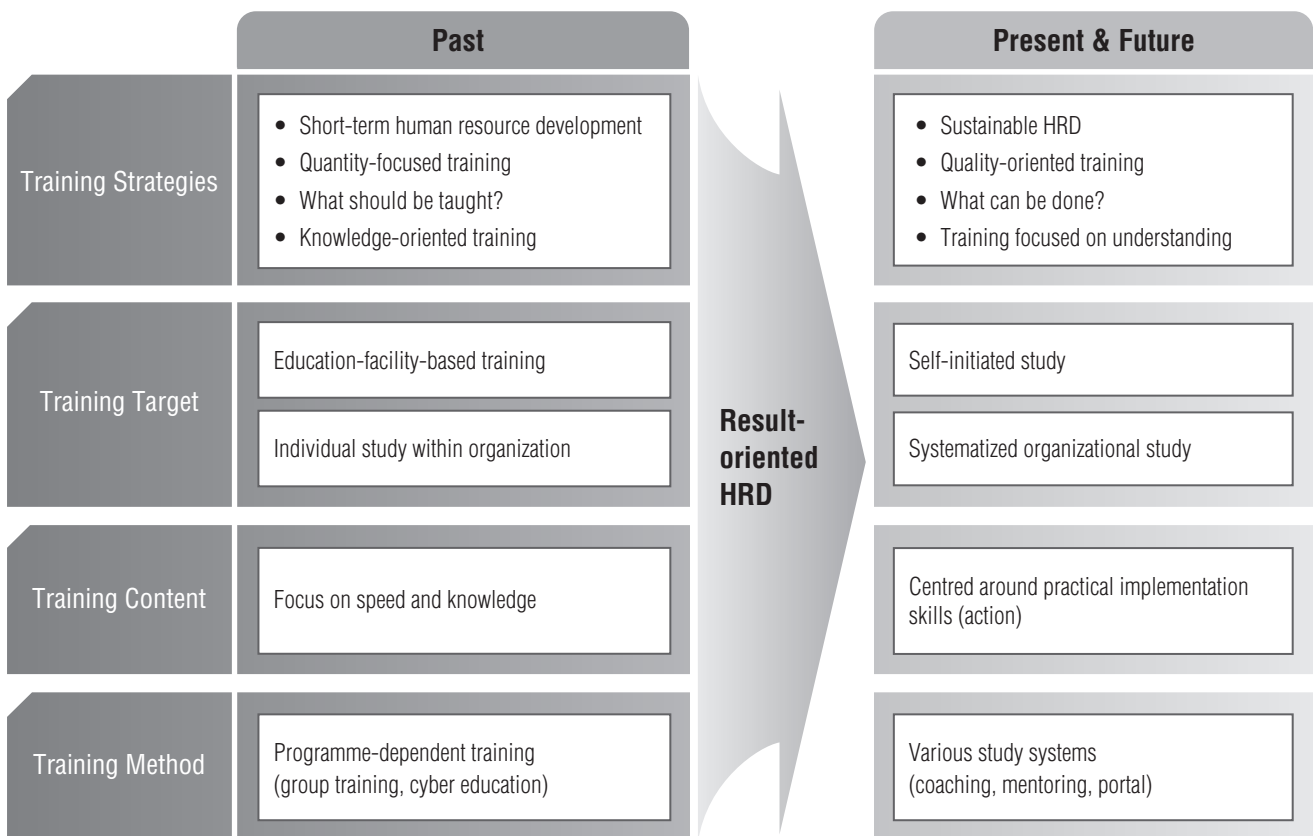 Past
Present & Future
Training Strategies
• Short-term human resource development
• Quantity-focused training
• What should be taught?
• Knowledge-oriented training
• Sustainable HRD
• Quality-oriented training
• What can be done?
• Training focused on understanding
Training Target
Education-facility-based training
Individual study within organization
Result-
oriented
HRD
Self-initiated study
Systematized organizational study
Training Content
Focus on speed and knowledge
Centred around practical implementation
skills (action)
Training Method
Programme-dependent training
(group training, cyber education)
Various study systems
(coaching, mentoring, portal)